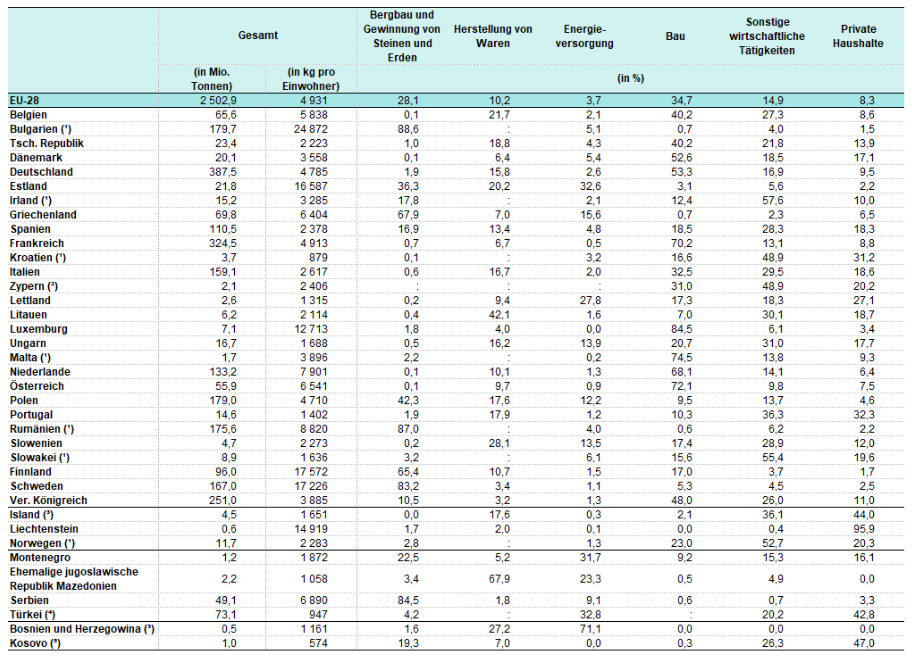 Gesamt Bergbau und Gewinnung von Steinen und Erden Herstellung von Waren Energie-versorgung Bau Sonstige wirtschaftliche Tätigkeiten Private Haushalte
(in Mio. Tonnen) (in kg pro Einwohner) (in %)
EU-28 2 502,9 4 931 28,1 10,2 3,7 34,7 14,9 8,3
Belgien 65,6 5 838 0,1 21,7 2,1 40,2 27,3 8,6
Bulgarien (¹) 179,7 24 872 88,6 : 5,1 0,7 4,0 1,5
Tsch. Republik 23,4 2 223 1,0 18,8 4,3 40,2 21,8 13,9
Dänemark 20,1 3 558 0,1 6,4 5,4 52,6 18,5 17,1
Deutschland 387,5 4 785 1,9 15,8 2,6 53,3 16,9 9,5
Estland 21,8 16 587 36,3 20,2 32,6 3,1 5,6 2,2
Irland (¹) 15,2 3 285 17,8 : 2,1 12,4 57,6 10,0
Griechenland 69,8 6 404 67,9 7,0 15,6 0,7 2,3 6,5
Spanien 110,5 2 378 16,9 13,4 4,8 18,5 28,3 18,3
Frankreich 324,5 4 913 0,7 6,7 0,5 70,2 13,1 8,8
Kroatien (¹) 3,7 879 0,1 : 3,2 16,6 48,9 31,2
Italien 159,1 2 617 0,6 16,7 2,0 32,5 29,5 18,6
Zypern (²) 2,1 2 406 : : : 31,0 48,9 20,2
Lettland 2,6 1 315 0,2 9,4 27,8 17,3 18,3 27,1
Litauen 6,2 2 114 0,4 42,1 1,6 7,0 30,1 18,7
Luxemburg 7,1 12 713 1,8 4,0 0,0 84,5 6,1 3,4
Ungarn 16,7 1 688 0,5 16,2 13,9 20,7 31,0 17,7
Malta (¹) 1,7 3 896 2,2 : 0,2 74,5 13,8 9,3
Niederlande 133,2 7 901 0,1 10,1 1,3 68,1 14,1 6,4
Österreich 55,9 6 541 0,1 9,7 0,9 72,1 9,8 7,5
Polen 179,0 4 710 42,3 17,6 12,2 9,5 13,7 4,6
Portugal 14,6 1 402 1,9 17,9 1,2 10,3 36,3 32,3
Rumänien (¹) 175,6 8 820 87,0 : 4,0 0,6 6,2 2,2
Slowenien 4,7 2 273 0,2 28,1 13,5 17,4 28,9 12,0
Slowakei (¹) 8,9 1 636 3,2 : 6,1 15,6 55,4 19,6
Finnland 96,0 17 572 65,4 10,7 1,5 17,0 3,7 1,7
Schweden 167,0 17 226 83,2 3,4 1,1 5,3 4,5 2,5
Ver. Königreich 251,0 3 885 10,5 3,2 1,3 48,0 26,0 11,0
Island (³) 4,5 1 651 0,0 17,6 0,3 2,1 36,1 44,0
Liechtenstein 0,6 14 919 1,7 2,0 0,1 0,0 0,4 95,9
Norwegen (¹) 11,7 2 283 2,8 : 1,3 23,0 52,7 20,3
Montenegro 1,2 1 872 22,5 5,2 31,7 9,2 15,3 16,1
Ehemalige jugoslawische
Republik Mazedonien 2,2 1 058 3,4 67,9 23,3 0,5 4,9 0,0
Serbien 49,1 6 890 84,5 1,8 9,1 0,6 0,7 3,3
Türkei (⁴) 73,1 947 4,2 : 32,8 : 20,2 42,8
Bosnien und Herzegowina (³) 0,5 1 161 1,6 27,2 71,1 0,0 0,0 0,0
Kosovo (³) 1,0 574 19,3 7,0 0,0 0,3 26,3 47,0